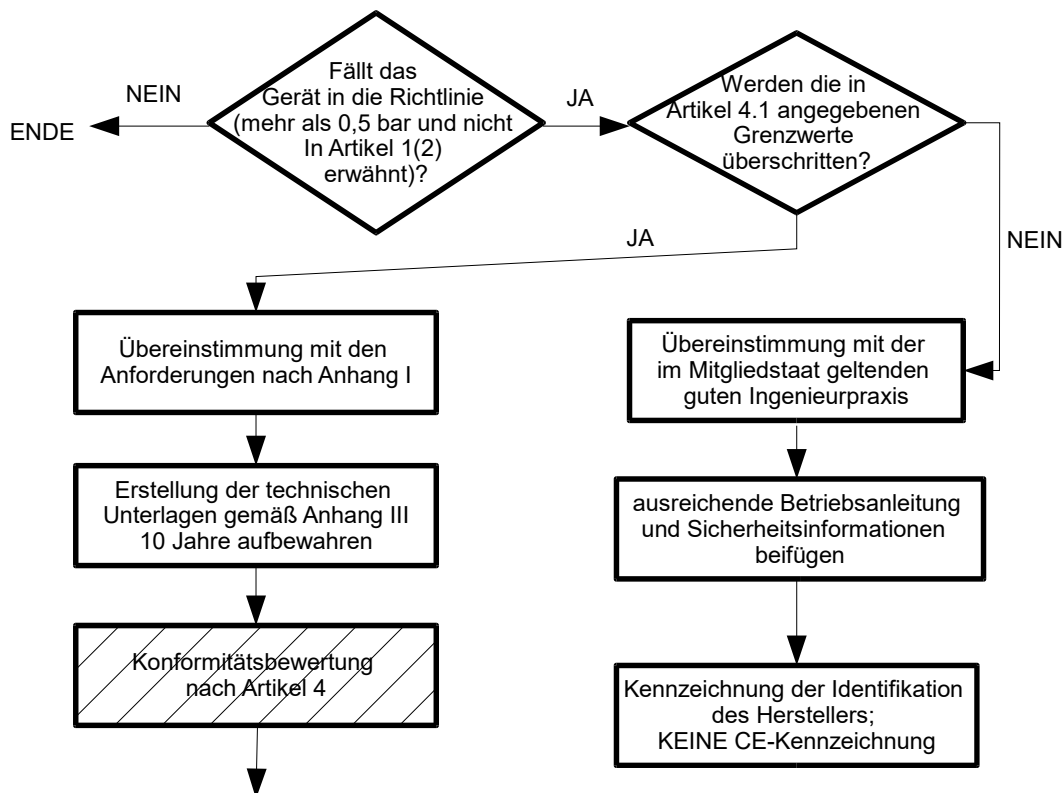 Fällt das
Gerät in die Richtlinie
(mehr als 0,5 bar und nicht
In Artikel 1(2)
erwähnt)?
NEIN
ENDE
JA
Werden die in
Artikel 4.1 angegebenen
Grenzwerte
überschritten?
JA
NEIN
Übereinstimmung mit den
Anforderungen nach Anhang I
Erstellung der technischen
Unterlagen gemäß Anhang III
10 Jahre aufbewahren
Konformitätsbewertung
nach Artikel 4
Übereinstimmung mit der
im Mitgliedstaat geltenden
guten Ingenieurpraxis
ausreichende Betriebsanleitung
und Sicherheitsinformationen
beifügen
Kennzeichnung der Identifikation
des Herstellers;
KEINE CE-Kennzeichnung